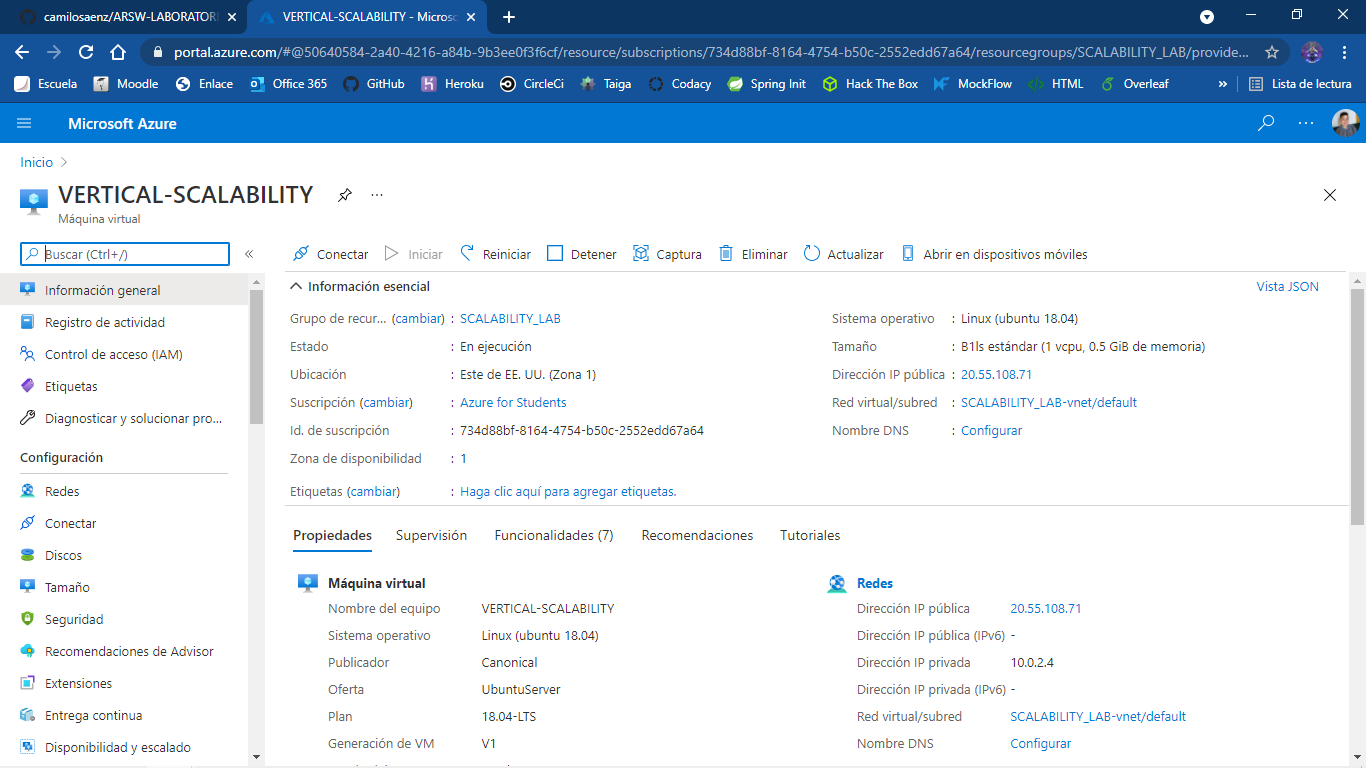 camilosaenz/ARSW-LABORATORI
VERTICAL-SCALABILITY - Microso
portal.azure.com/#@50640584-2a40-4216-a84b-9b3ee0f3f6cf/resource/subscriptions/734d88bf-8164-4754-b50c-2552edd67a64/resourcegroups/SCALABILITY_LAB/provide...
Escuela Moodle Enlace Office 365 GitHub Heroku CircleCi Taiga Codacy Spring Init Hack The Box MockFlow HTML Overleaf » Lista de lectura
Microsoft Azure
Inicio
VERTICAL-SCALABILITY
Máquina virtual
Buscar (Ctrl+/)
Conectar Iniciar Reiniciar Detener Captura Eliminar Actualizar Abrir en dispositivos móviles
Información general
Registro de actividad
Control de acceso (IAM)
Etiquetas
Diagnosticar y solucionar pro...
Configuración
Redes
Conectar
Discos
Tamaño
Seguridad
Recomendaciones de Advisor
Extensiones
Entrega continua
Disponibilidad y escalado
Información esencial
Vista JSON
Grupo de recur... (cambiar) : SCALABILITY_LAB
Estado : En ejecución
Ubicación : Este de EE. UU. (Zona 1)
Suscripción (cambiar) : Azure for Students
Id. de suscripción : 734d88bf-8164-4754-b50c-2552edd67a64
Zona de disponibilidad : 1
Etiquetas (cambiar) : Haga clic aquí para agregar etiquetas.
Sistema operativo : Linux (ubuntu 18.04)
Tamaño : B1ls estándar (1 vcpu, 0.5 GiB de memoria)
Dirección IP pública : 20.55.108.71
Red virtual/subred : SCALABILITY_LAB-vnet/default
Nombre DNS : Configurar
Propiedades Supervisión Funcionalidades (7) Recomendaciones Tutoriales
Máquina virtual
Nombre del equipo VERTICAL-SCALABILITY
Sistema operativo Linux (ubuntu 18.04)
Publicador Canonical
Oferta UbuntuServer
Plan 18.04-LTS
Generación de VM V1
Redes
Dirección IP pública 20.55.108.71
Dirección IP pública (IPv6) -
Dirección IP privada 10.0.2.4
Dirección IP privada (IPv6) -
Red virtual/subred SCALABILITY_LAB-vnet/default
Nombre DNS Configurar